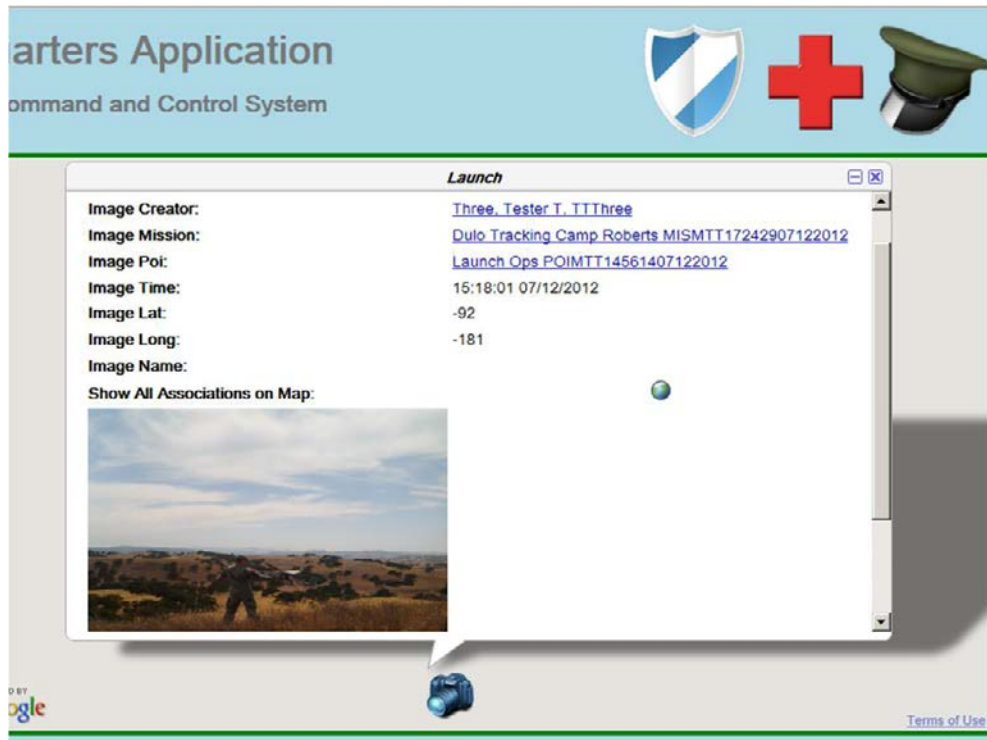 arters Application
ommand and Control System
Launch
Image Creator: Three, Tester T, TTThree
Image Mission: Dulo Tracking Camp Roberts MISMTT17242907122012
Image Poi: Launch Ops POIMTT14561407122012
Image Time: 15:18:01 07/12/2012
Image Lat: -92
Image Long: -181
Image Name:
Show All Associations on Map:
D BY
ogle
Terms of Use